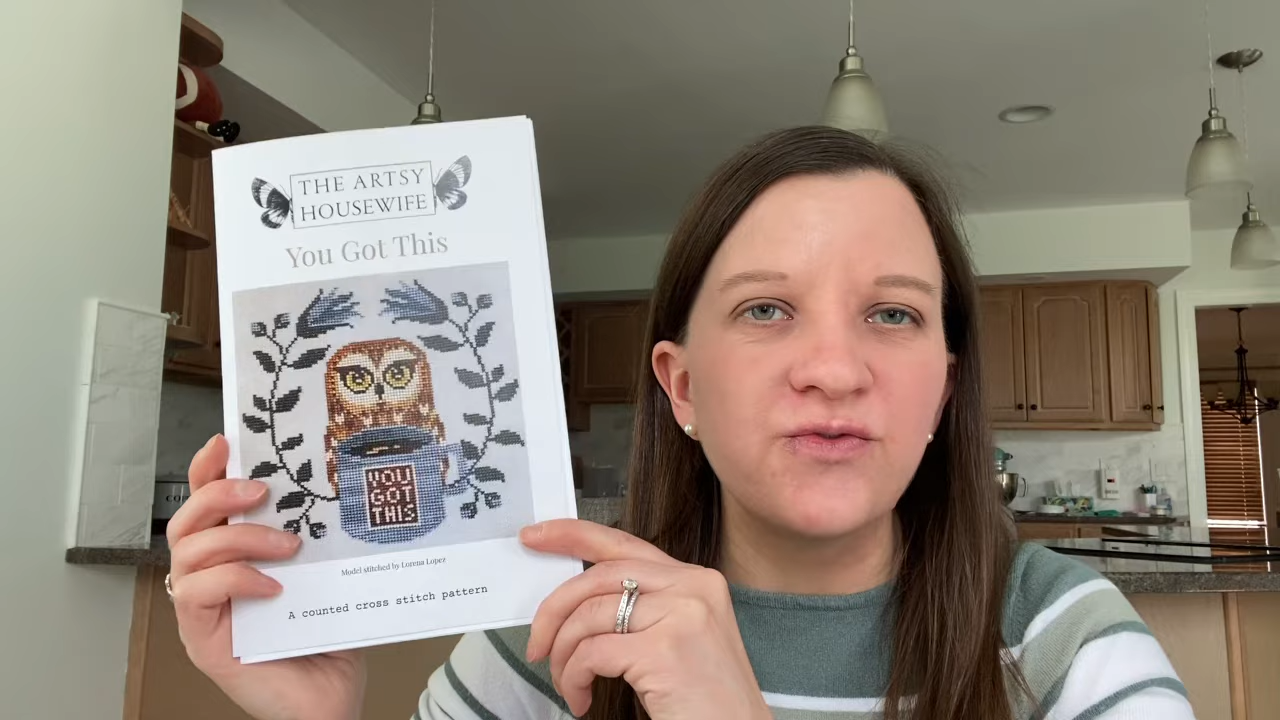 THE ARTSY
HOUSEWIFE
You Got This
YOU
GOT
THIS
Model stitched by Lorena Lopez
A counted cross stitch pattern